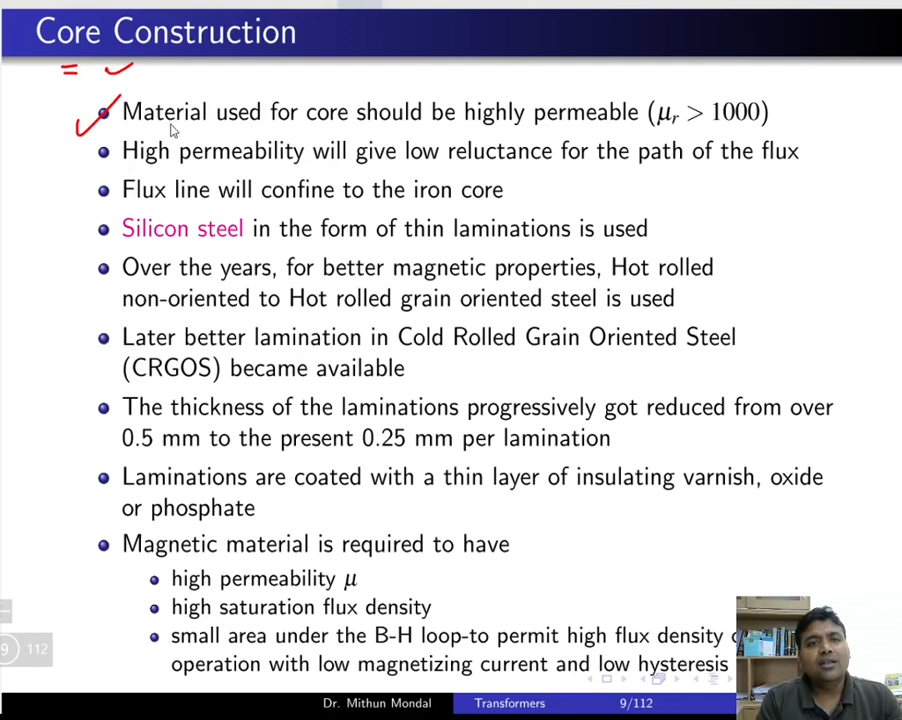 Core Construction
Material used for core should be highly permeable (μr > 1000)
High permeability will give low reluctance for the path of the flux
Flux line will confine to the iron core
Silicon steel in the form of thin laminations is used
Over the years, for better magnetic properties, Hot rolled
non-oriented to Hot rolled grain oriented steel is used
Later better lamination in Cold Rolled Grain Oriented Steel
(CRGOS) became available
The thickness of the laminations progressively got reduced from over
0.5 mm to the present 0.25 mm per lamination
Laminations are coated with a thin layer of insulating varnish, oxide
or phosphate
Magnetic material is required to have
high permeability μ
high saturation flux density
small area under the B-H loop-to permit high flux density
operation with low magnetizing current and low hysteresis
9 112
Dr. Mithun Mondal Transformers 9/112